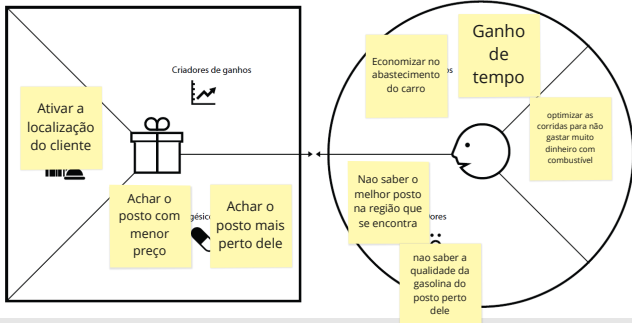 Criadores de ganhos
Ativar a
localização
do cliente
Achar o
posto com
menor
preço
Achar o
posto mais
perto dele
Economizar no
abastecimento
do carro
Ganho
de
tempo
optimizar as
corridas para não
gastar muito
dinheiro com
combustível
Nao saber o
melhor posto
na região que
se encontra
nao saber a
qualidade da
gasolina do
posto perto
dele